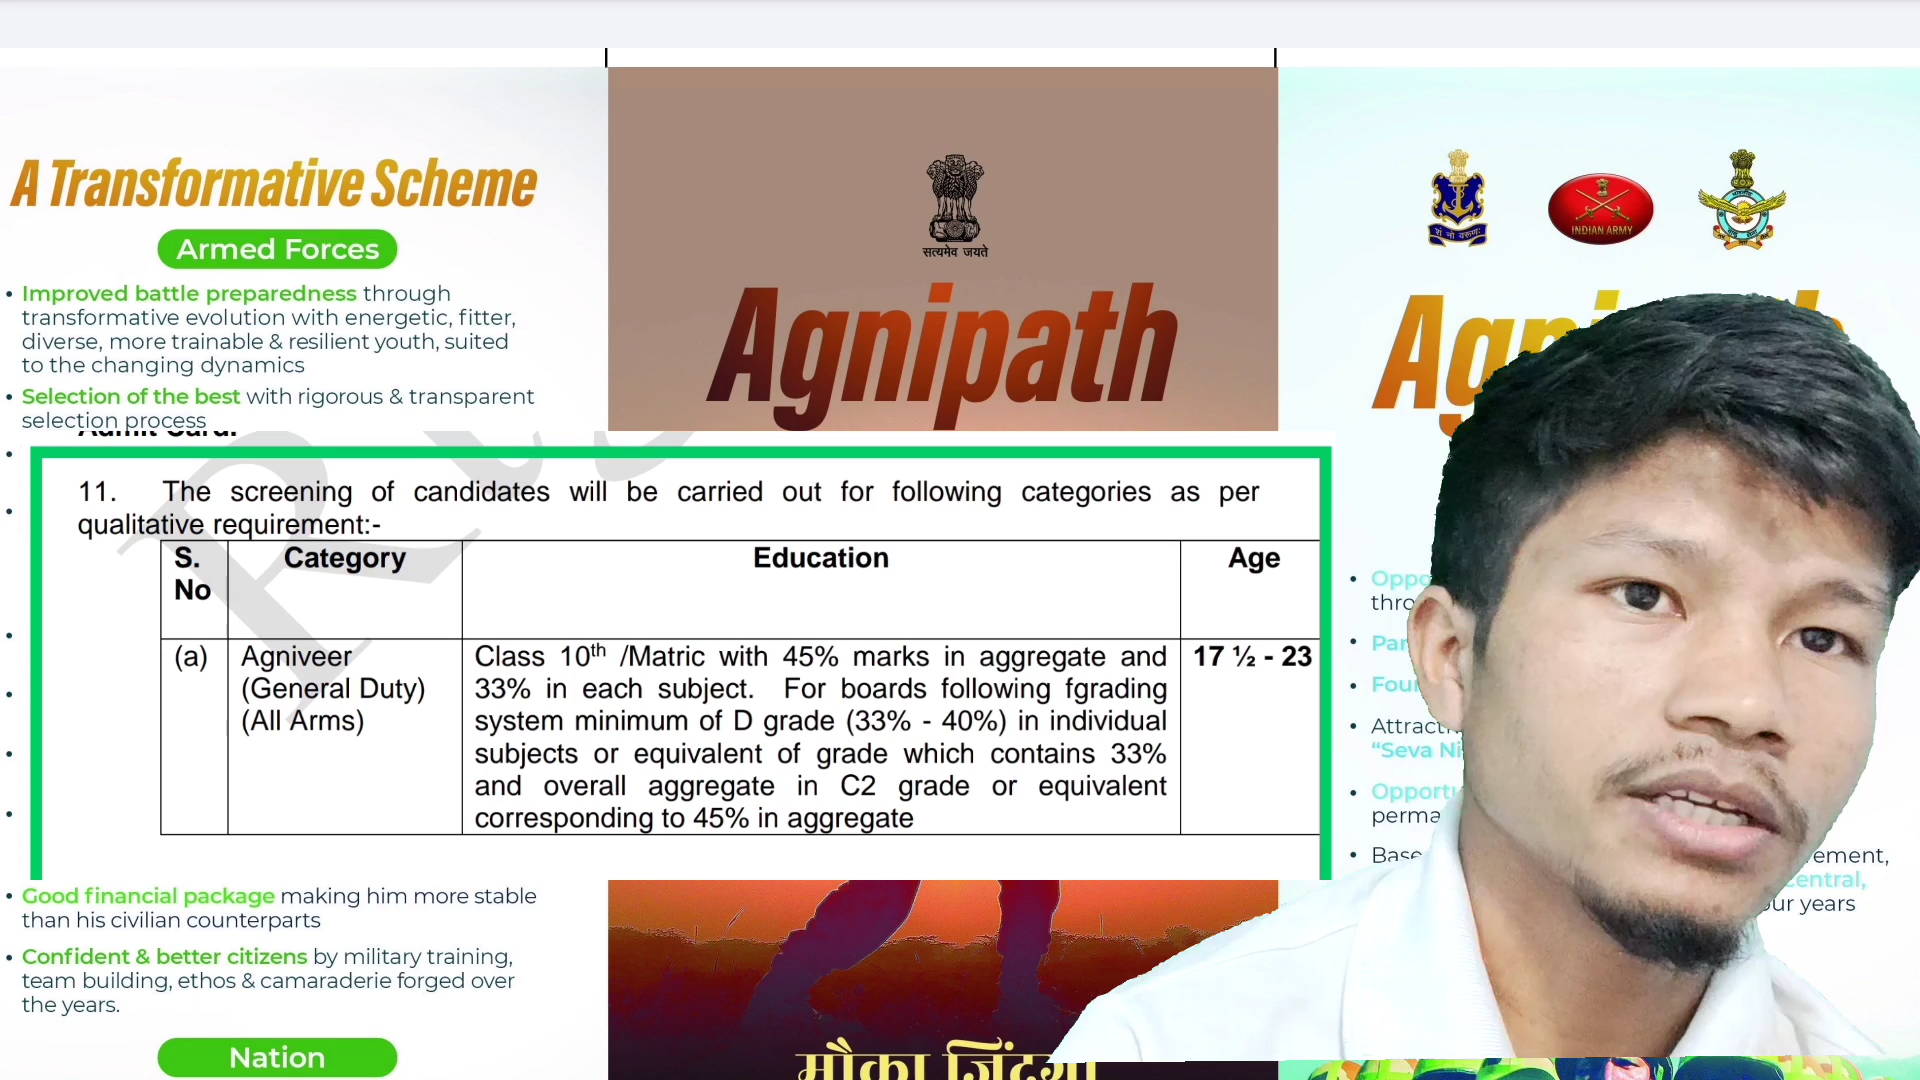 A Transformative Scheme
Armed Forces
• Improved battle preparedness through
transformative evolution with energetic, fitter,
diverse, more trainable & resilient youth, suited
to the changing dynamics
• Selection of the best with rigorous & transparent
selection process
Admit Card:
11. The screening of candidates will be carried out for following categories as per
qualitative requirement:-
S. No
Category
Education
Age
(a)
Agniveer
(General Duty)
(All Arms)
Class 10th /Matric with 45% marks in aggregate and
33% in each subject. For boards following fgrading
system minimum of D grade (33% - 40%) in individual
subjects or equivalent of grade which contains 33%
and overall aggregate in C2 grade or equivalent
corresponding to 45% in aggregate
17 ½ - 23
• Good financial package making him more stable
than his civilian counterparts
• Confident & better citizens by military training,
team building, ethos & camaraderie forged over
the years.
Nation
सत्यमेव जयते
Agnipath
मौका
INDIAN ARMY
“Seva
years